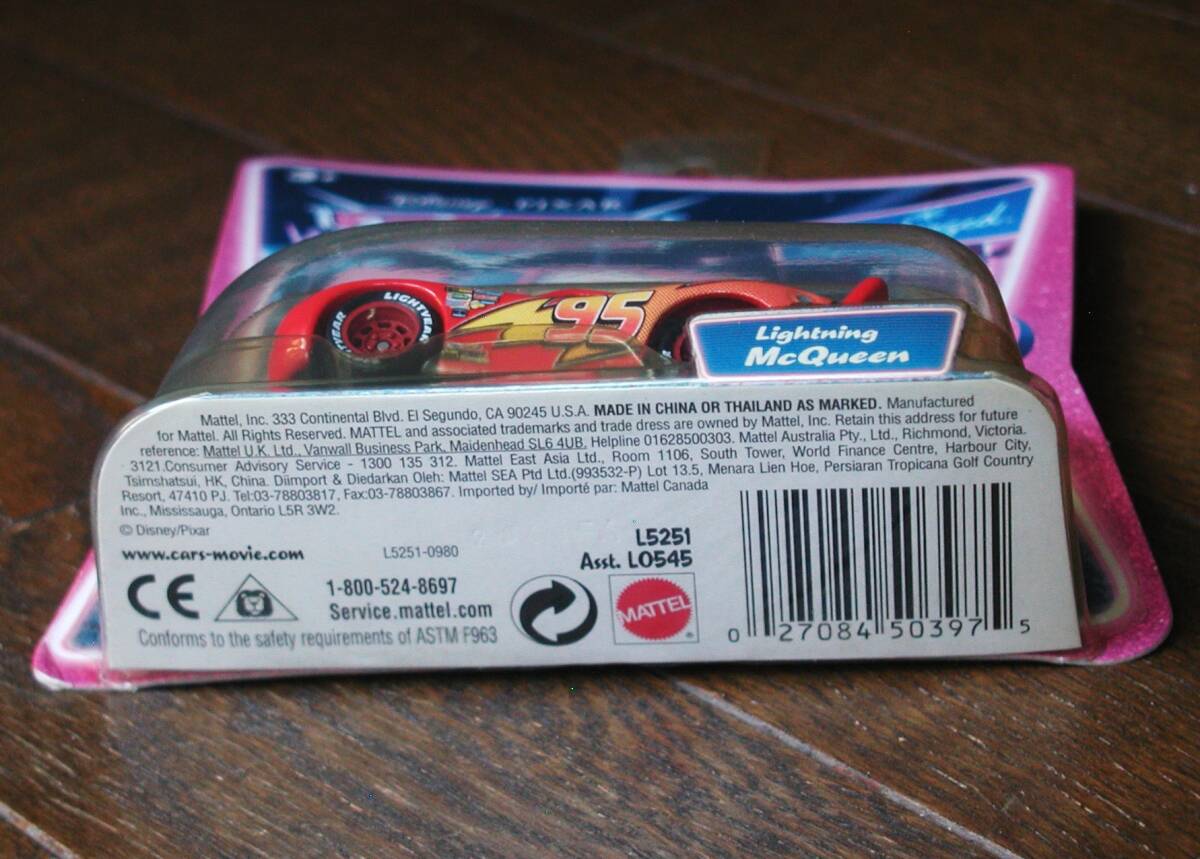 Disney PIXAR
LIGHTYEAR
95
Lightning
McQueen
Mattel, Inc. 333 Continental Blvd. El Segundo, CA 90245 U.S.A. MADE IN CHINA OR THAILAND AS MARKED. Manufactured
for Mattel. All Rights Reserved. MATTEL and associated trademarks and trade dress are owned by Mattel, Inc. Retain this address for future
reference: Mattel U.K. Ltd., Vanwall Business Park, Maidenhead SL6 4UB. Helpline 01628500303. Mattel Australia Pty., Ltd., Richmond, Victoria.
3121.Consumer Advisory Service - 1300 135 312. Mattel East Asia Ltd., Room 1106, South Tower, World Finance Centre, Harbour City,
Tsimshatsui, HK, China. Diimport & Diedarkan Oleh: Mattel SEA Ptd Ltd.(993532-P) Lot 13.5, Menara Lien Hoe, Persiaran Tropicana Golf Country
Resort, 47410 PJ. Tel:03-78803817, Fax:03-78803867. Imported by/ Importé par: Mattel Canada
Inc., Mississauga, Ontario L5R 3W2.
© Disney/Pixar
www.cars-movie.com
L5251-0980
L5251
Asst. L0545
CE
1-800-524-8697
Service.mattel.com
Conforms to the safety requirements of ASTM F963
MATTEL
®
0 27084 50397 5